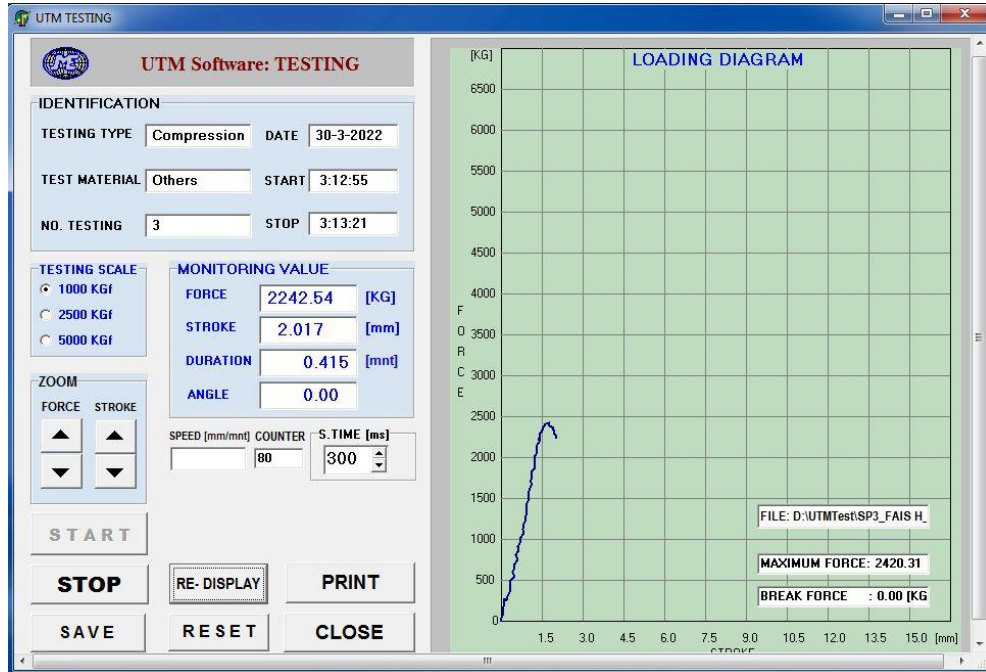 UTM TESTING
UTM Software: TESTING
IDENTIFICATION
TESTING TYPE Compression DATE 30-3-2022
TEST MATERIAL Others START 3:12:55
NO. TESTING 3 STOP 3:13:21
TESTING SCALE
1000 KGf
2500 KGf
5000 KGf
MONITORING VALUE
FORCE 2242.54 [KG]
STROKE 2.017 [mm]
DURATION 0.415 [mnt]
ANGLE 0.00
ZOOM
FORCE STROKE
SPEED [mm/mnt] COUNTER S.TIME [ms]
80 300
START
STOP RE- DISPLAY PRINT
SAVE RESET CLOSE
[KG] LOADING DIAGRAM
6500
6000
5500
5000
4500
4000
3500
3000
2500
2000
1500
1000
500
0
FORCE
FILE: D:\UTMTest\SP3_FAIS H_
MAXIMUM FORCE: 2420.31
BREAK FORCE : 0.00 [KG
1.5 3.0 4.5 6.0 7.5 9.0 10.5 12.0 13.5 15.0 [mm]
STROKE